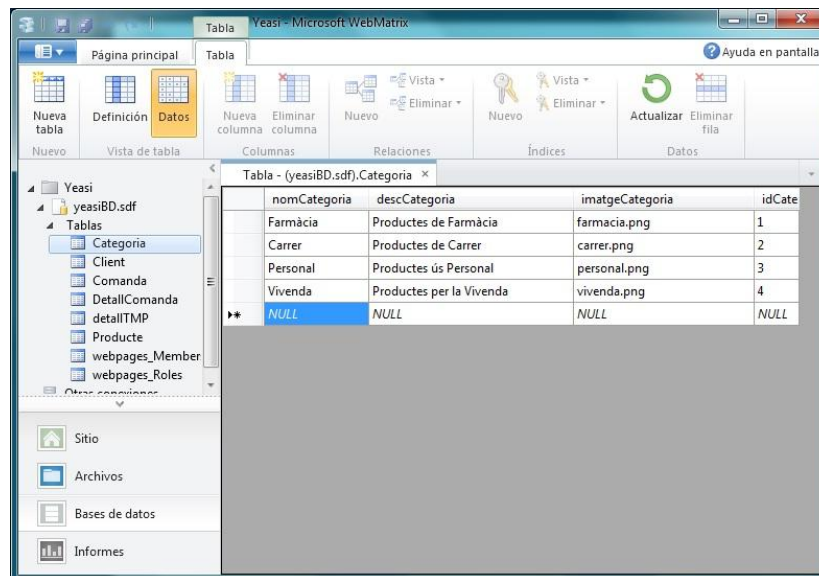 Tabla
Yeasi - Microsoft WebMatrix
Página principal
Tabla
Ayuda en pantalla
Nueva tabla
Definición
Datos
Nueva columna
Eliminar columna
Nuevo
Vista
Eliminar
Nuevo
Vista
Eliminar
Actualizar
Eliminar fila
Nuevo
Vista de tabla
Columnas
Relaciones
Índices
Datos
Yeasi
yeasiBD.sdf
Tablas
Categoria
Client
Comanda
DetallComanda
detallTMP
Producte
webpages_Member
webpages_Roles
Otras conexiones
Sitio
Archivos
Bases de datos
Informes
Tabla - (yeasiBD.sdf).Categoria ×
nomCategoria descCategoria imatgeCategoria idCate
Farmàcia Productes de Farmàcia farmacia.png 1
Carrer Productes de Carrer carrer.png 2
Personal Productes ús Personal personal.png 3
Vivenda Productes per la Vivenda vivenda.png 4
NULL NULL NULL NULL